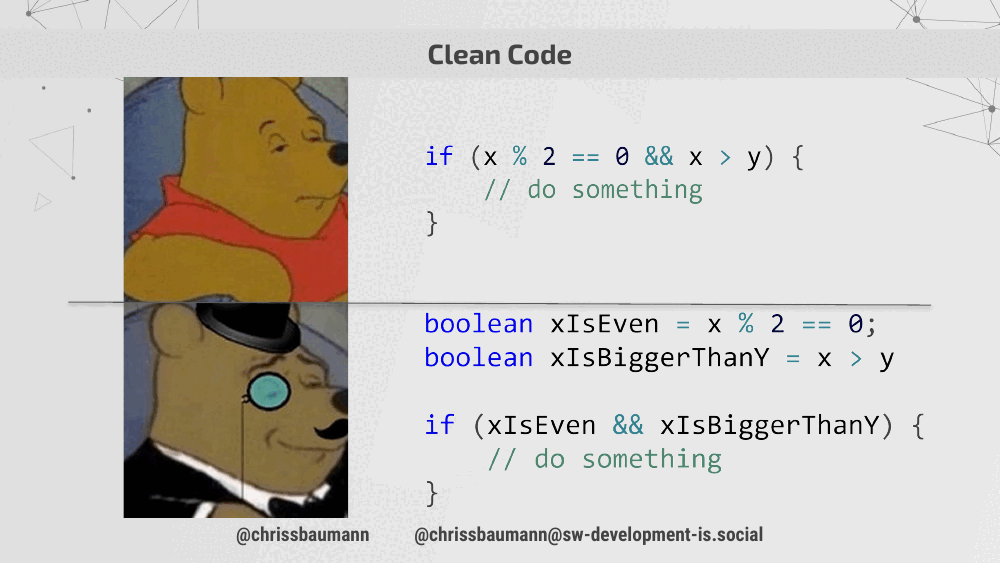 Clean Code
if (x % 2 == 0 && x > y) {
    // do something
}
boolean xIsEven = x % 2 == 0;
boolean xIsBiggerThanY = x > y
if (xIsEven && xIsBiggerThanY) {
    // do something
}
@chrissbaumann @chrissbaumann@sw-development-is.social